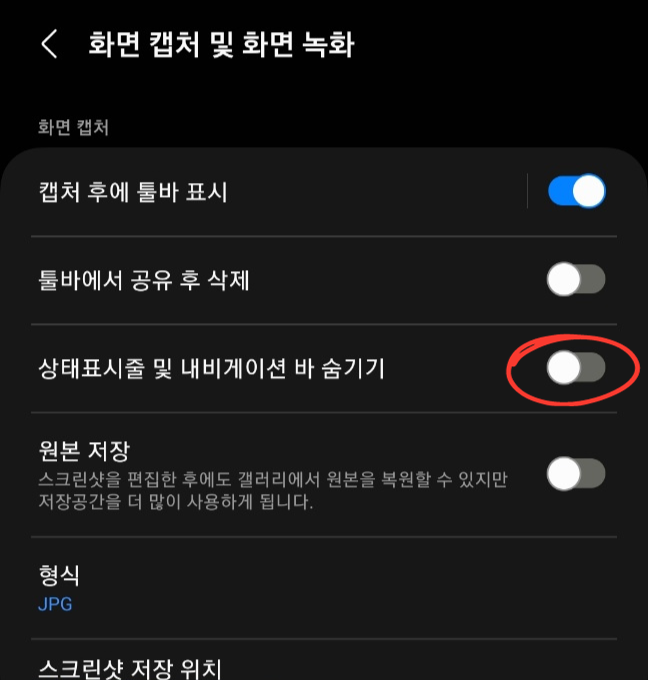 화면 캡처 및 화면 녹화
화면 캡처
캡처 후에 툴바 표시
툴바에서 공유 후 삭제
상태표시줄 및 내비게이션 바 숨기기
원본 저장
스크린샷을 편집한 후에도 갤러리에서 원본을 복원할 수 있지만
저장공간을 더 많이 사용하게 됩니다.
형식
JPG
스크린샷 저장 위치